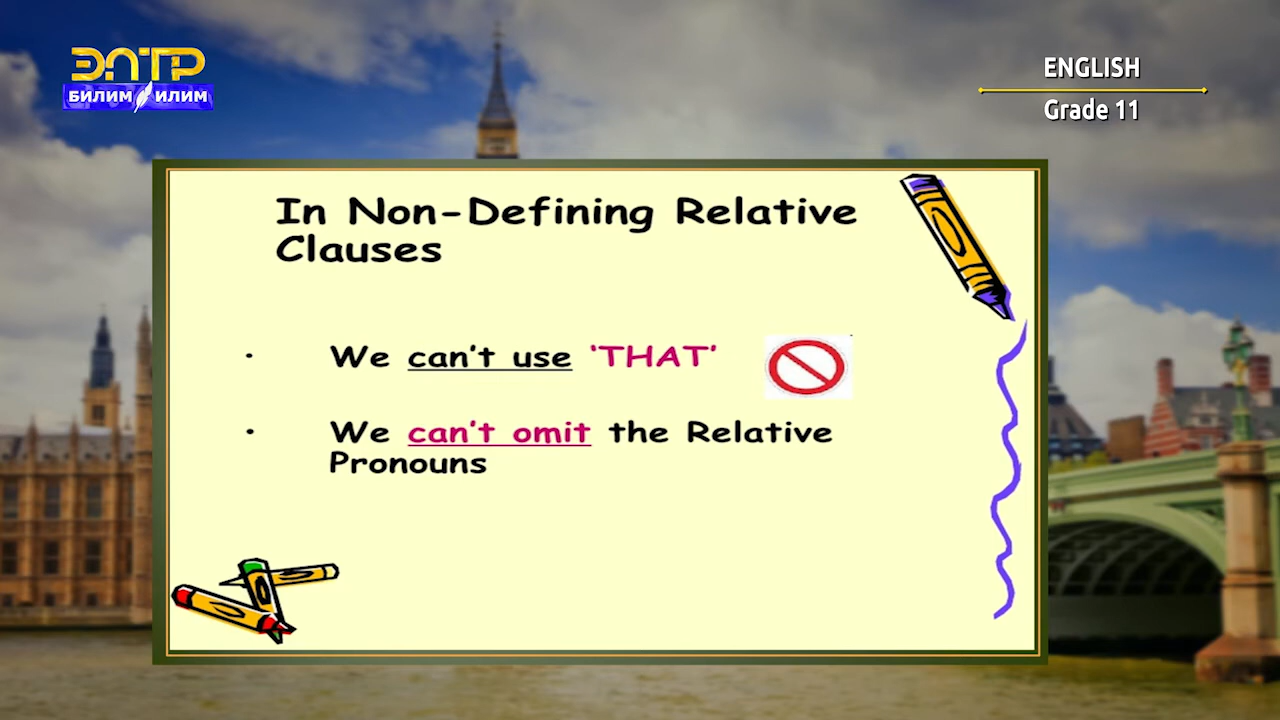 ЭЛТР
БИЛИМ ИЛИМ
ENGLISH
Grade 11
In Non-Defining Relative
Clauses
· We can't use 'THAT'
· We can't omit the Relative
Pronouns